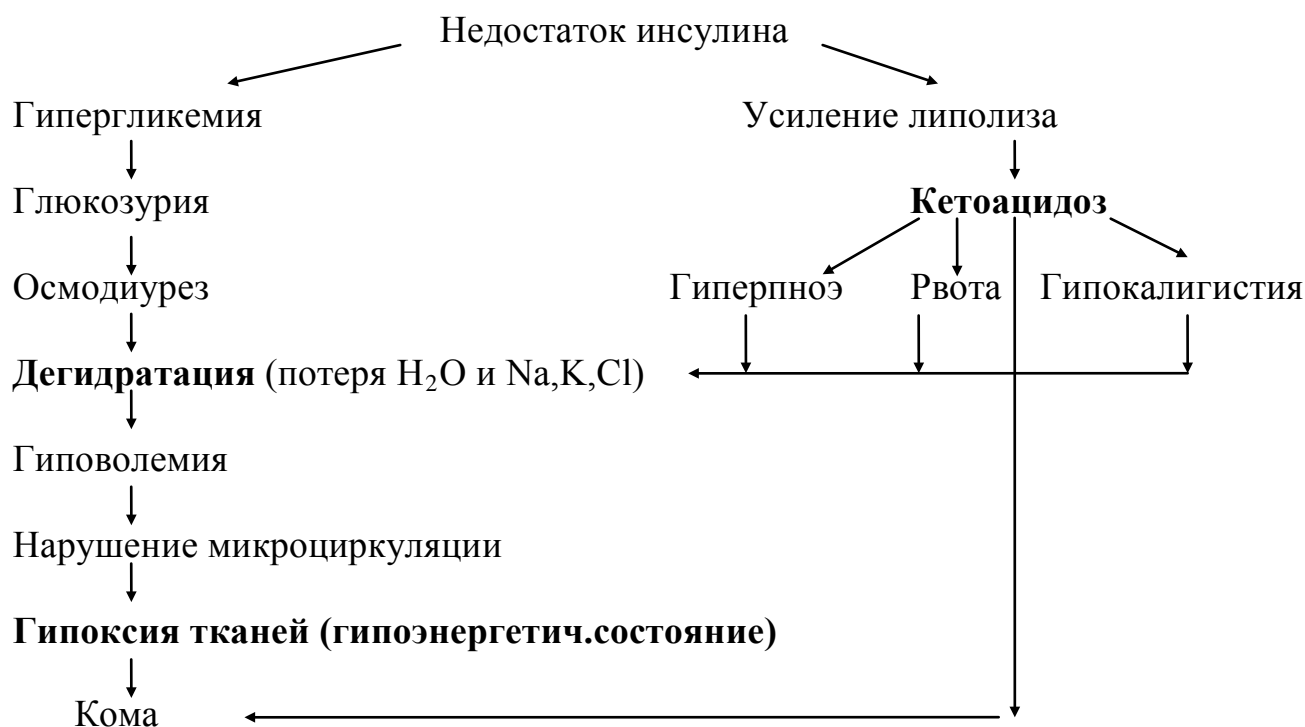 Недостаток инсулина
Гипергликемия Усиление липолиза
Глюкозурия Кетоацидоз
Осмодиурез Гиперпноэ Рвота Гипокалигистия
Дегидратация (потеря H₂O и Na,K,Cl)
Гиповолемия
Нарушение микроциркуляции
Гипоксия тканей (гипоэнергетич.состояние)
Кома